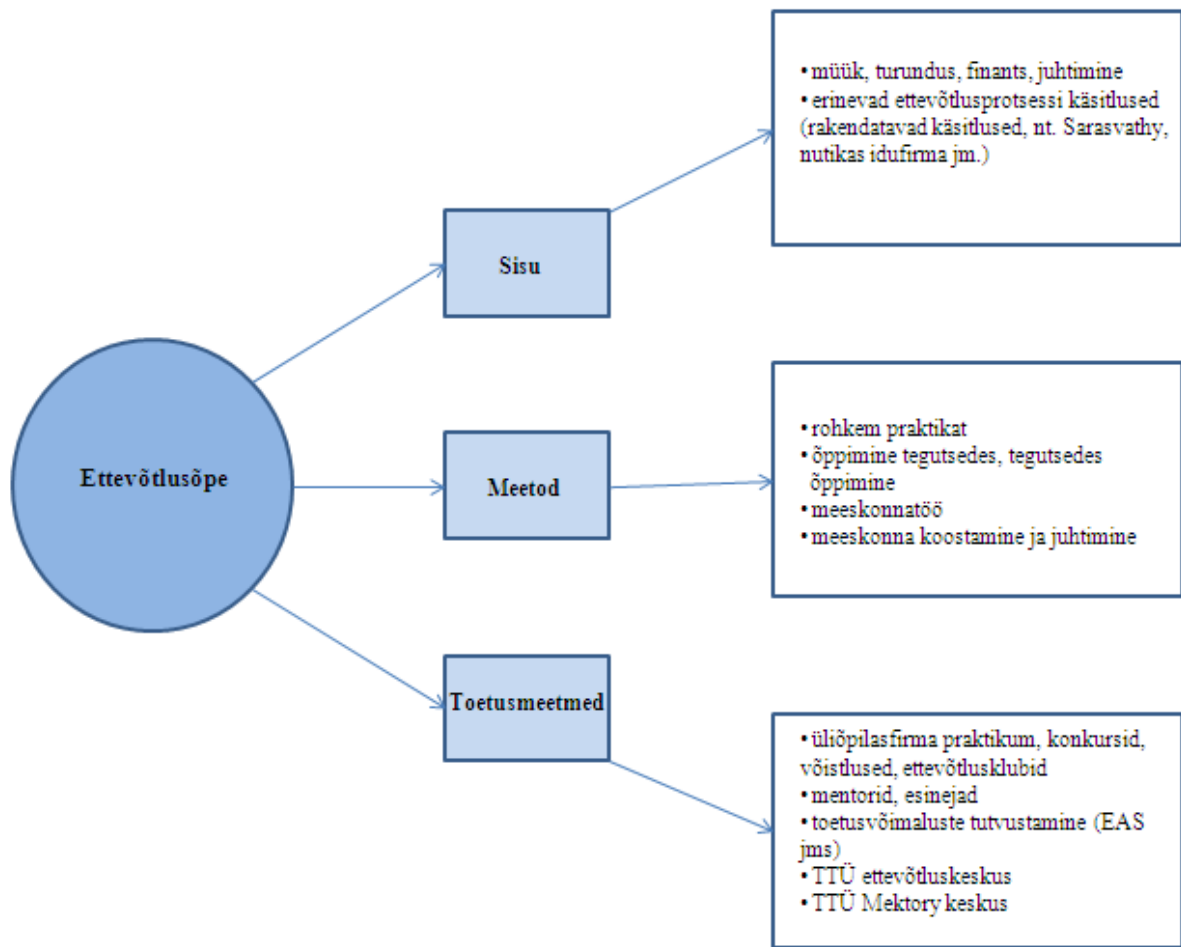 Ettevõtlusõpe
Sisu
• müük, turundus, finants, juhtimine
• erinevad ettevõtlusprotsessi käsitlused
(rakendatavad käsitlused, nt. Sarasvathy,
nutikas idufirma jm.)
Meetod
• rohkem praktikat
• õppimine tegutsedes, tegutsedes
õppimine
• meeskonnatöö
• meeskonna koostamine ja juhtimine
Toetusmeetmed
• üliõpilasfirma praktikum, konkursid,
võistlused, ettevõtlusklubid
• mentorid, esinejad
• toetusvõimaluste tutvustamine (EAS
jms)
• TTÜ ettevõtluskeskus
• TTÜ Mektory keskus